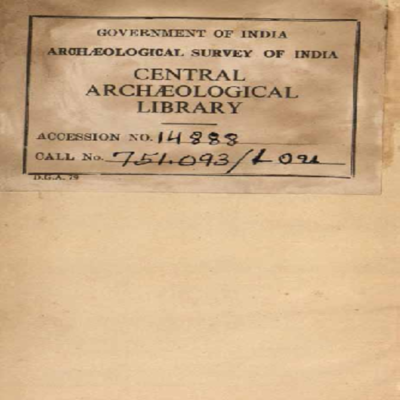 GOVERNMENT OF INDIA
ARCHÆOLOGICAL SURVEY OF INDIA
CENTRAL
ARCHÆOLOGICAL
LIBRARY
ACCESSION NO. 14888
CALL No. 751.093/Lou
D.G.A. 79